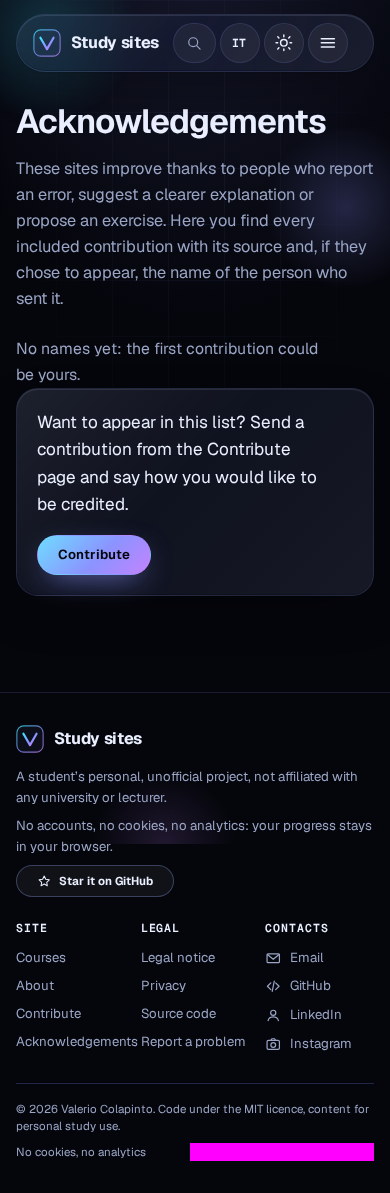 Study sites
IT
Acknowledgements
These sites improve thanks to people who report
an error, suggest a clearer explanation or
propose an exercise. Here you find every
included contribution with its source and, if they
chose to appear, the name of the person who
sent it.
No names yet: the first contribution could
be yours.
Want to appear in this list? Send a
contribution from the Contribute
page and say how you would like to
be credited.
Contribute
Study sites
A student's personal, unofficial project, not affiliated with
any university or lecturer.
No accounts, no cookies, no analytics: your progress stays
in your browser.
Star it on GitHub
SITE
Courses
About
Contribute
Acknowledgements
LEGAL
Legal notice
Privacy
Source code
Report a problem
CONTACTS
Email
GitHub
LinkedIn
Instagram
© 2026 Valerio Colapinto. Code under the MIT licence, content for
personal study use.
No cookies, no analytics